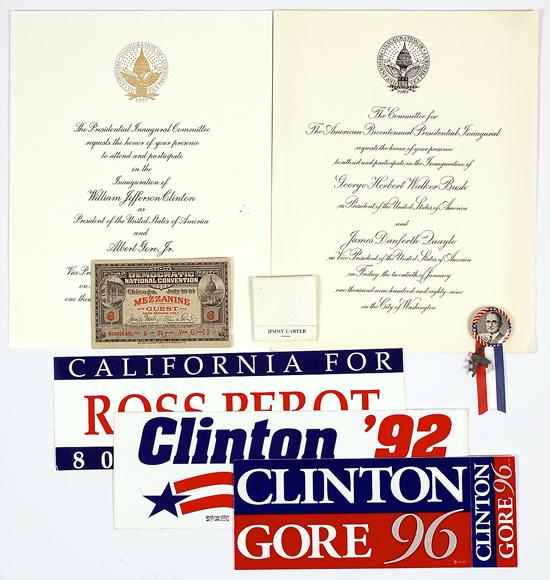 1997
The Presidential Inaugural Committee
requests the honor of your presence
to attend and participate
in the
Inauguration of
William Jefferson Clinton
as
President of the United States of America
and
Albert Gore, Jr.
1989
The Committee for
The American Bicentennial Presidential Inaugural
requests the honor of your presence
to attend and participate in the Inauguration of
George Herbert Walker Bush
as President of the United States of America
and
James Danforth Quayle
as Vice President of the United States of America
on Friday, the twentieth of January
one thousand nine hundred and eighty-nine
in the City of Washington
DEMOCRATIC
NATIONAL CONVENTION
Chicago, July
MEZZANINE
GUEST
6 6
JIMMY CARTER
CALIFORNIA FOR
ROSS PEROT
80
Clinton '92
CLINTON
GORE 96
CLINTON
GORE 96